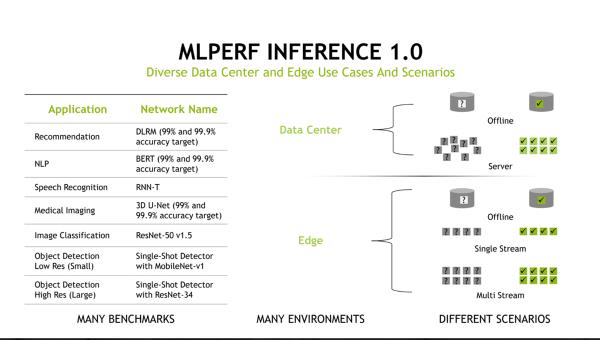 MLPERF INFERENCE 1.0
Diverse Data Center and Edge Use Cases And Scenarios
Application
Network Name
Recommendation
DLRM (99% and 99.9%
accuracy target)
NLP
BERT (99% and 99.9%
accuracy target)
Speech Recognition
RNN-T
Medical Imaging
3D U-Net (99% and
99.9% accuracy target)
Image Classification
ResNet-50 v1.5
Object Detection
Low Res (Small)
Single-Shot Detector
with MobileNet-v1
Object Detection
High Res (Large)
Single-Shot Detector
with ResNet-34
MANY BENCHMARKS
Data Center
Edge
MANY ENVIRONMENTS
?
Offline
? ? ? ? ? ? ? ?
Server
?
Offline
? ? ? ?
Single Stream
? ? ? ?
? ? ? ?
Multi Stream
DIFFERENT SCENARIOS